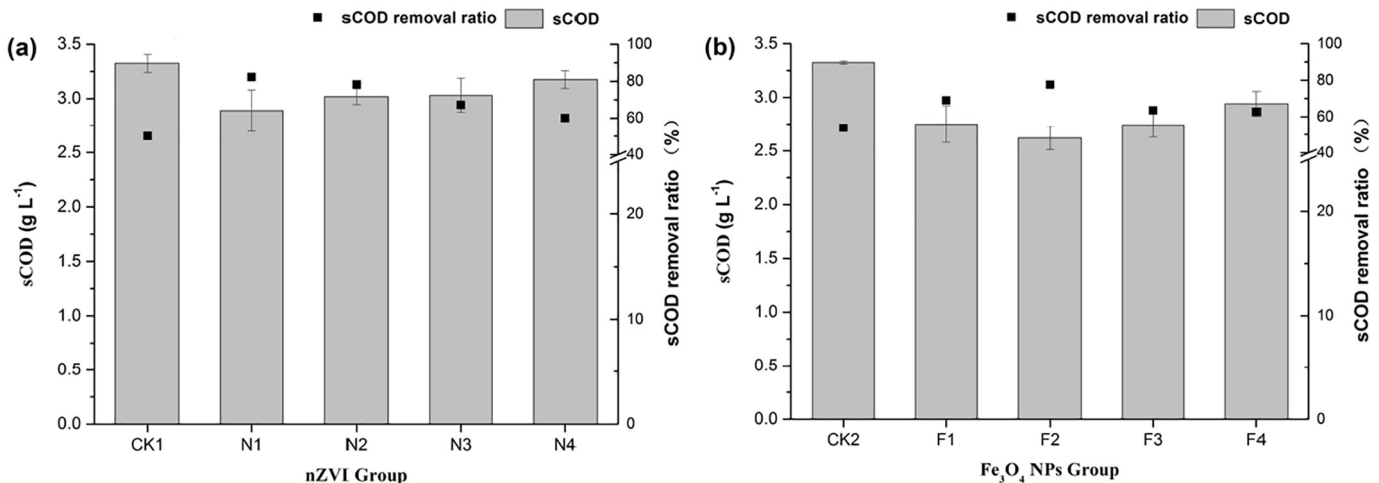 sCOD removal ratio sCOD
(a)
3.5
3.0
2.5
2.0
1.5
1.0
0.5
0.0
sCOD (g L⁻¹)
100
80
60
40
20
10
0
sCOD removal ratio (%)
CK1 N1 N2 N3 N4
nZVI Group
sCOD removal ratio sCOD
(b)
3.5
3.0
2.5
2.0
1.5
1.0
0.5
0.0
sCOD (g L⁻¹)
100
80
60
40
20
10
0
sCOD removal ratio (%)
CK2 F1 F2 F3 F4
Fe₃O₄ NPs Group